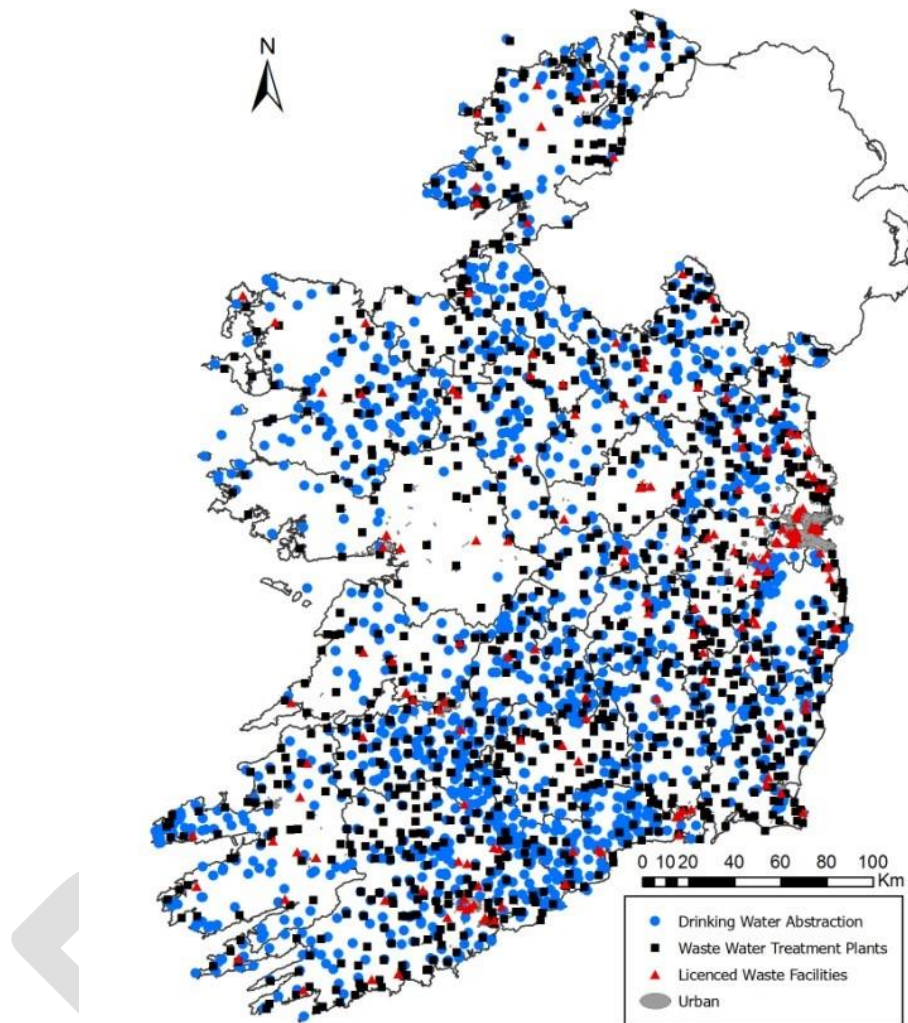 N
0 10 20 40 60 80 100
Km
Drinking Water Abstraction
Waste Water Treatment Plants
Licenced Waste Facilities
Urban